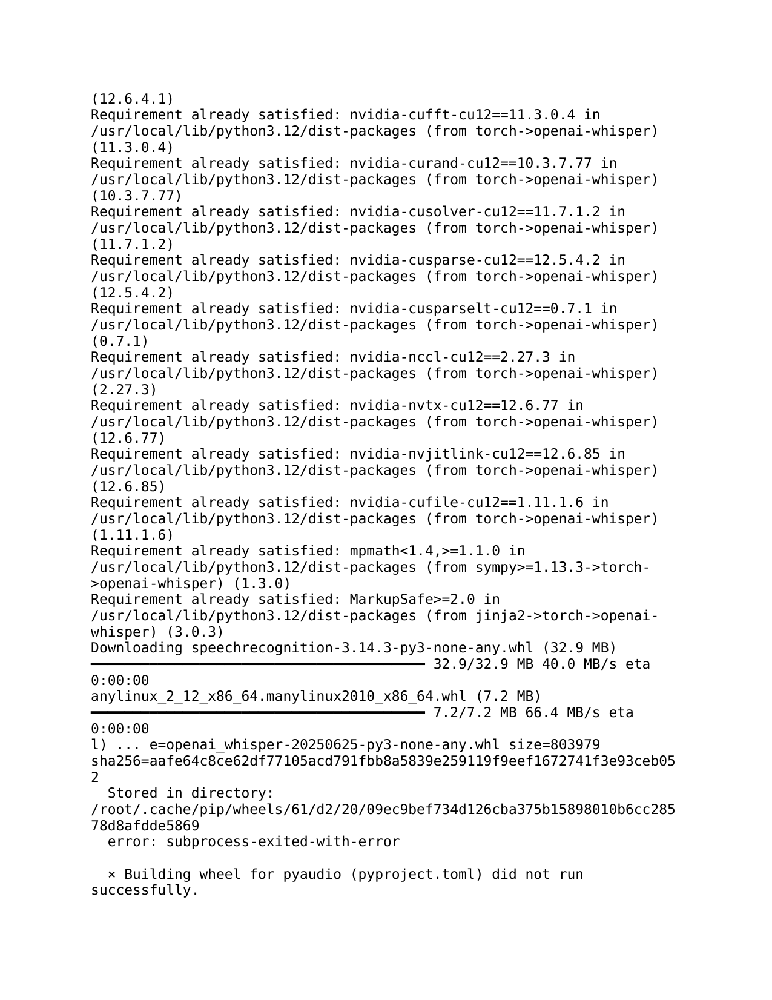 (12.6.4.1)
Requirement already satisfied: nvidia-cufft-cu12==11.3.0.4 in
/usr/local/lib/python3.12/dist-packages (from torch->openai-whisper)
(11.3.0.4)
Requirement already satisfied: nvidia-curand-cu12==10.3.7.77 in
/usr/local/lib/python3.12/dist-packages (from torch->openai-whisper)
(10.3.7.77)
Requirement already satisfied: nvidia-cusolver-cu12==11.7.1.2 in
/usr/local/lib/python3.12/dist-packages (from torch->openai-whisper)
(11.7.1.2)
Requirement already satisfied: nvidia-cusparse-cu12==12.5.4.2 in
/usr/local/lib/python3.12/dist-packages (from torch->openai-whisper)
(12.5.4.2)
Requirement already satisfied: nvidia-cusparselt-cu12==0.7.1 in
/usr/local/lib/python3.12/dist-packages (from torch->openai-whisper)
(0.7.1)
Requirement already satisfied: nvidia-nccl-cu12==2.27.3 in
/usr/local/lib/python3.12/dist-packages (from torch->openai-whisper)
(2.27.3)
Requirement already satisfied: nvidia-nvtx-cu12==12.6.77 in
/usr/local/lib/python3.12/dist-packages (from torch->openai-whisper)
(12.6.77)
Requirement already satisfied: nvidia-nvjitlink-cu12==12.6.85 in
/usr/local/lib/python3.12/dist-packages (from torch->openai-whisper)
(12.6.85)
Requirement already satisfied: nvidia-cufile-cu12==1.11.1.6 in
/usr/local/lib/python3.12/dist-packages (from torch->openai-whisper)
(1.11.1.6)
Requirement already satisfied: mpmath<1.4,>=1.1.0 in
/usr/local/lib/python3.12/dist-packages (from sympy>=1.13.3->torch-
>openai-whisper) (1.3.0)
Requirement already satisfied: MarkupSafe>=2.0 in
/usr/local/lib/python3.12/dist-packages (from jinja2->torch->openai-
whisper) (3.0.3)
Downloading speechrecognition-3.14.3-py3-none-any.whl (32.9 MB)
━━━━━━━━━━━━━━━━━━━━━━━━━━━━━━━━━━━━━━━━ 32.9/32.9 MB 40.0 MB/s eta
0:00:00
anylinux_2_12_x86_64.manylinux2010_x86_64.whl (7.2 MB)
━━━━━━━━━━━━━━━━━━━━━━━━━━━━━━━━━━━━━━━━ 7.2/7.2 MB 66.4 MB/s eta
0:00:00
l) ... e=openai_whisper-20250625-py3-none-any.whl size=803979
sha256=aafe64c8ce62df77105acd791fbb8a5839e259119f9eef1672741f3e93ceb05
2
  Stored in directory:
/root/.cache/pip/wheels/61/d2/20/09ec9bef734d126cba375b15898010b6cc285
78d8afdde5869
  error: subprocess-exited-with-error

  × Building wheel for pyaudio (pyproject.toml) did not run
successfully.